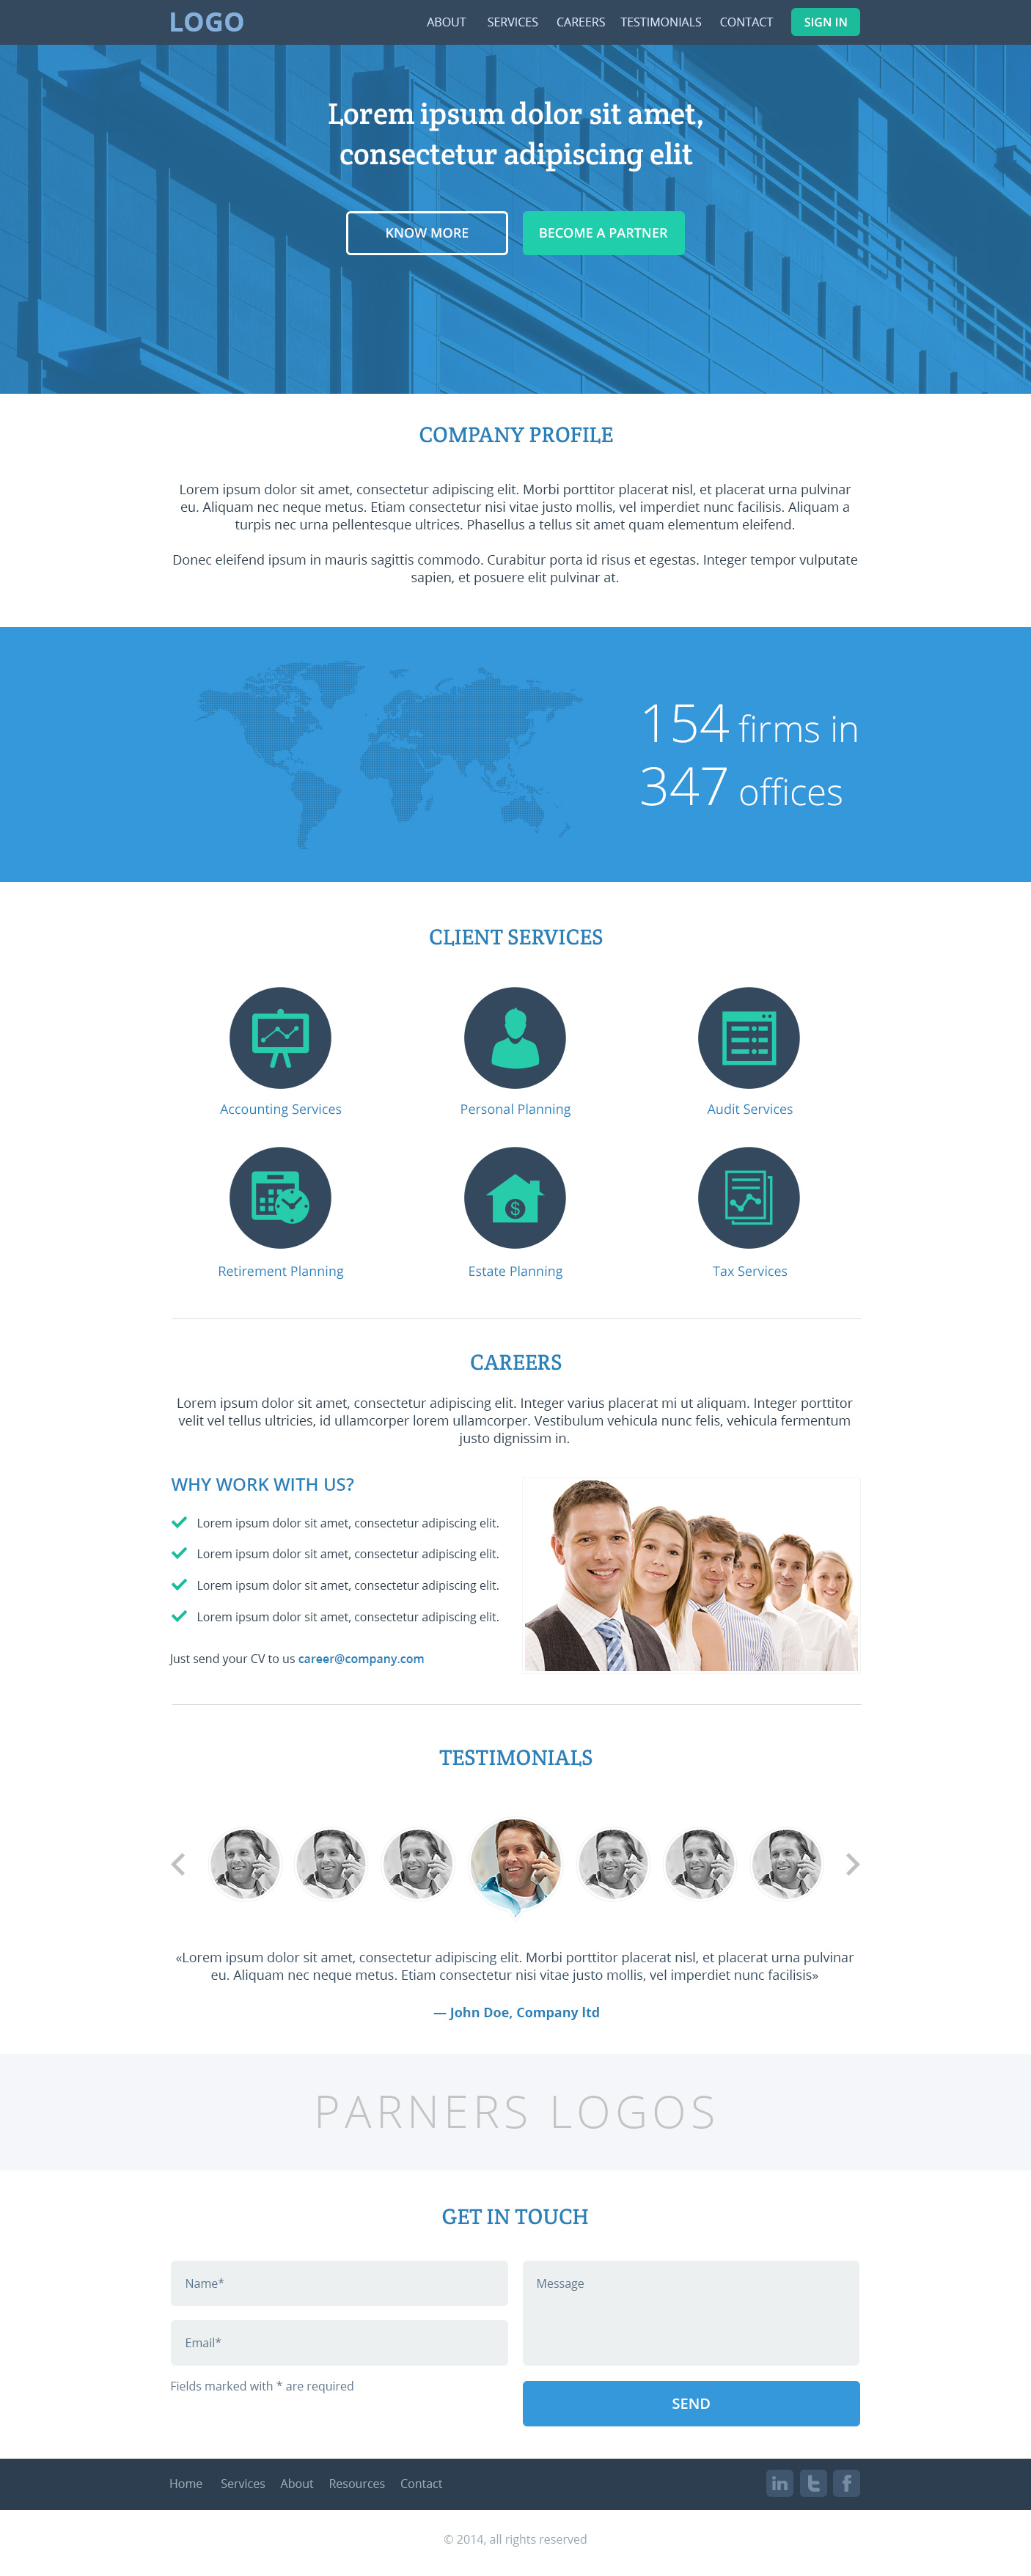 LOGO
ABOUT SERVICES CAREERS TESTIMONIALS CONTACT SIGN IN
Lorem ipsum dolor sit amet,
consectetur adipiscing elit
KNOW MORE BECOME A PARTNER
COMPANY PROFILE
Lorem ipsum dolor sit amet, consectetur adipiscing elit. Morbi porttitor placerat nisl, et placerat urna pulvinar
eu. Aliquam nec neque metus. Etiam consectetur nisi vitae justo mollis, vel imperdiet nunc facilisis. Aliquam a
turpis nec urna pellentesque ultrices. Phasellus a tellus sit amet quam elementum eleifend.
Donec eleifend ipsum in mauris sagittis commodo. Curabitur porta id risus et egestas. Integer tempor vulputate
sapien, et posuere elit pulvinar at.
154 firms in
347 offices
CLIENT SERVICES
Accounting Services
Personal Planning
Audit Services
$
Retirement Planning
Estate Planning
Tax Services
CAREERS
Lorem ipsum dolor sit amet, consectetur adipiscing elit. Integer varius placerat mi ut aliquam. Integer porttitor
velit vel tellus ultricies, id ullamcorper lorem ullamcorper. Vestibulum vehicula nunc felis, vehicula fermentum
justo dignissim in.
WHY WORK WITH US?
Lorem ipsum dolor sit amet, consectetur adipiscing elit.
Lorem ipsum dolor sit amet, consectetur adipiscing elit.
Lorem ipsum dolor sit amet, consectetur adipiscing elit.
Lorem ipsum dolor sit amet, consectetur adipiscing elit.
Just send your CV to us career@company.com
TESTIMONIALS
«Lorem ipsum dolor sit amet, consectetur adipiscing elit. Morbi porttitor placerat nisl, et placerat urna pulvinar
eu. Aliquam nec neque metus. Etiam consectetur nisi vitae justo mollis, vel imperdiet nunc facilisis»
— John Doe, Company ltd
PARNERS LOGOS
GET IN TOUCH
Name*
Message
Email*
Fields marked with * are required
SEND
Home Services About Resources Contact
in t f
© 2014, all rights reserved